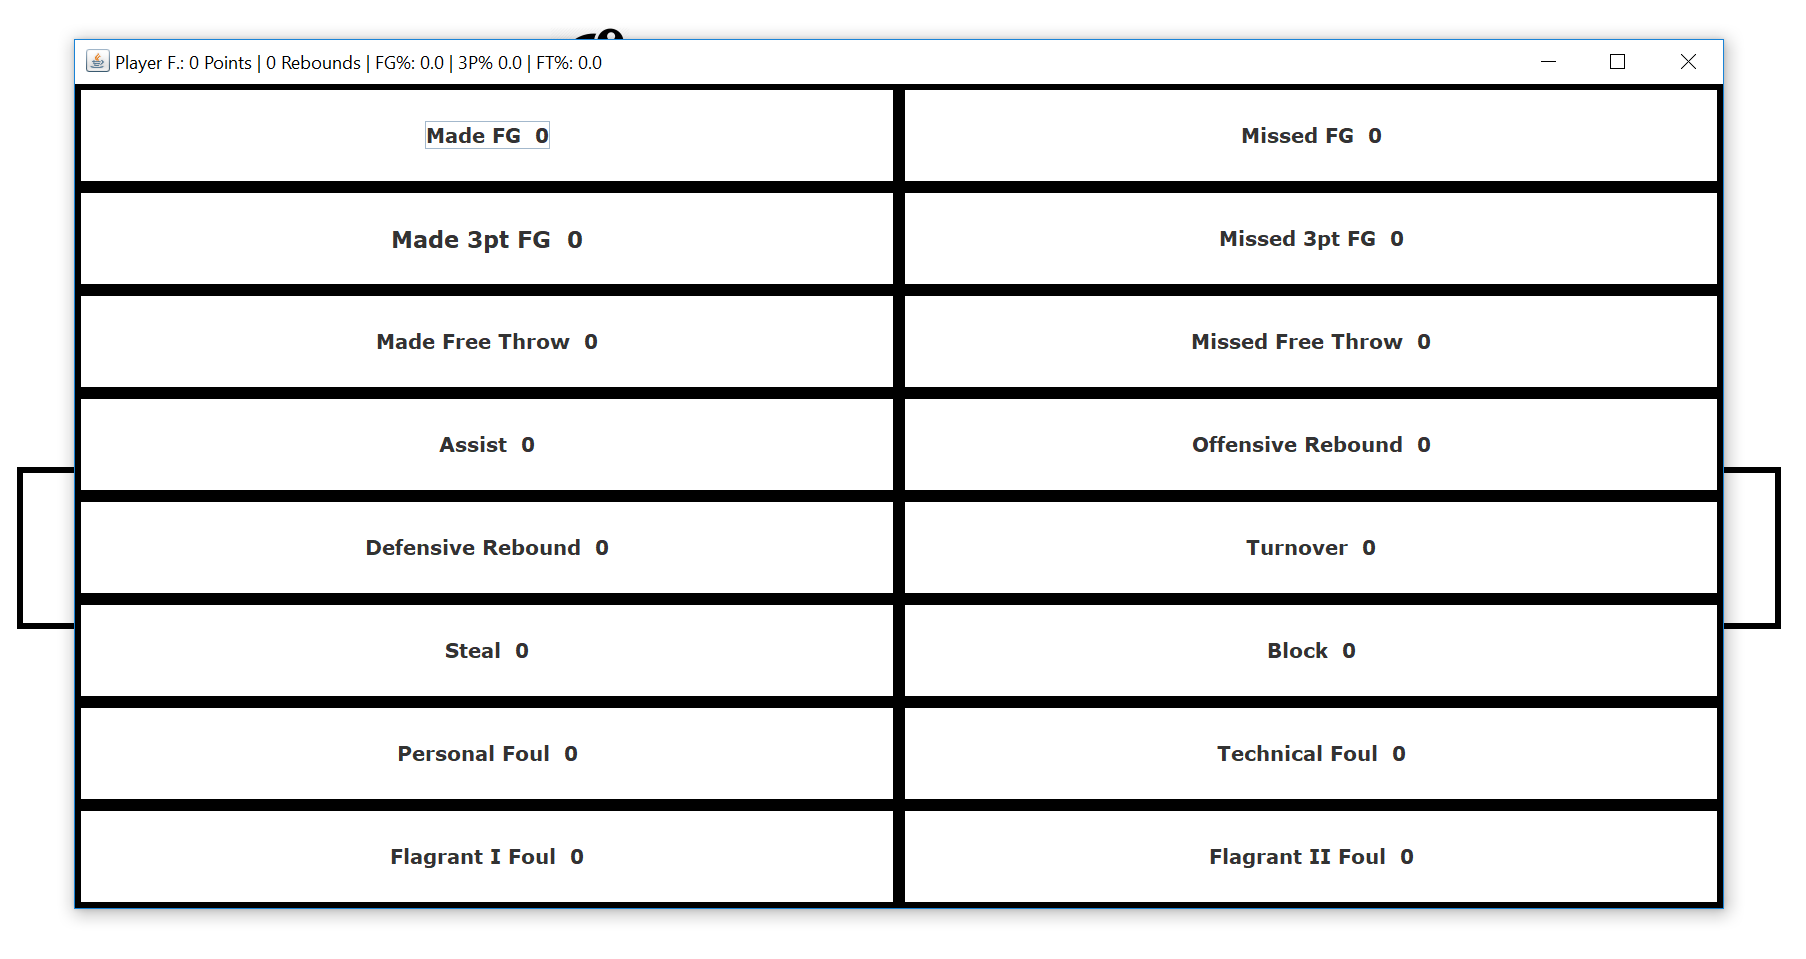 Player F.: 0 Points | 0 Rebounds | FG%: 0.0 | 3P% 0.0 | FT%: 0.0
Made FG  0
Missed FG  0
Made 3pt FG  0
Missed 3pt FG  0
Made Free Throw  0
Missed Free Throw  0
Assist  0
Offensive Rebound  0
Defensive Rebound  0
Turnover  0
Steal  0
Block  0
Personal Foul  0
Technical Foul  0
Flagrant I Foul  0
Flagrant II Foul  0